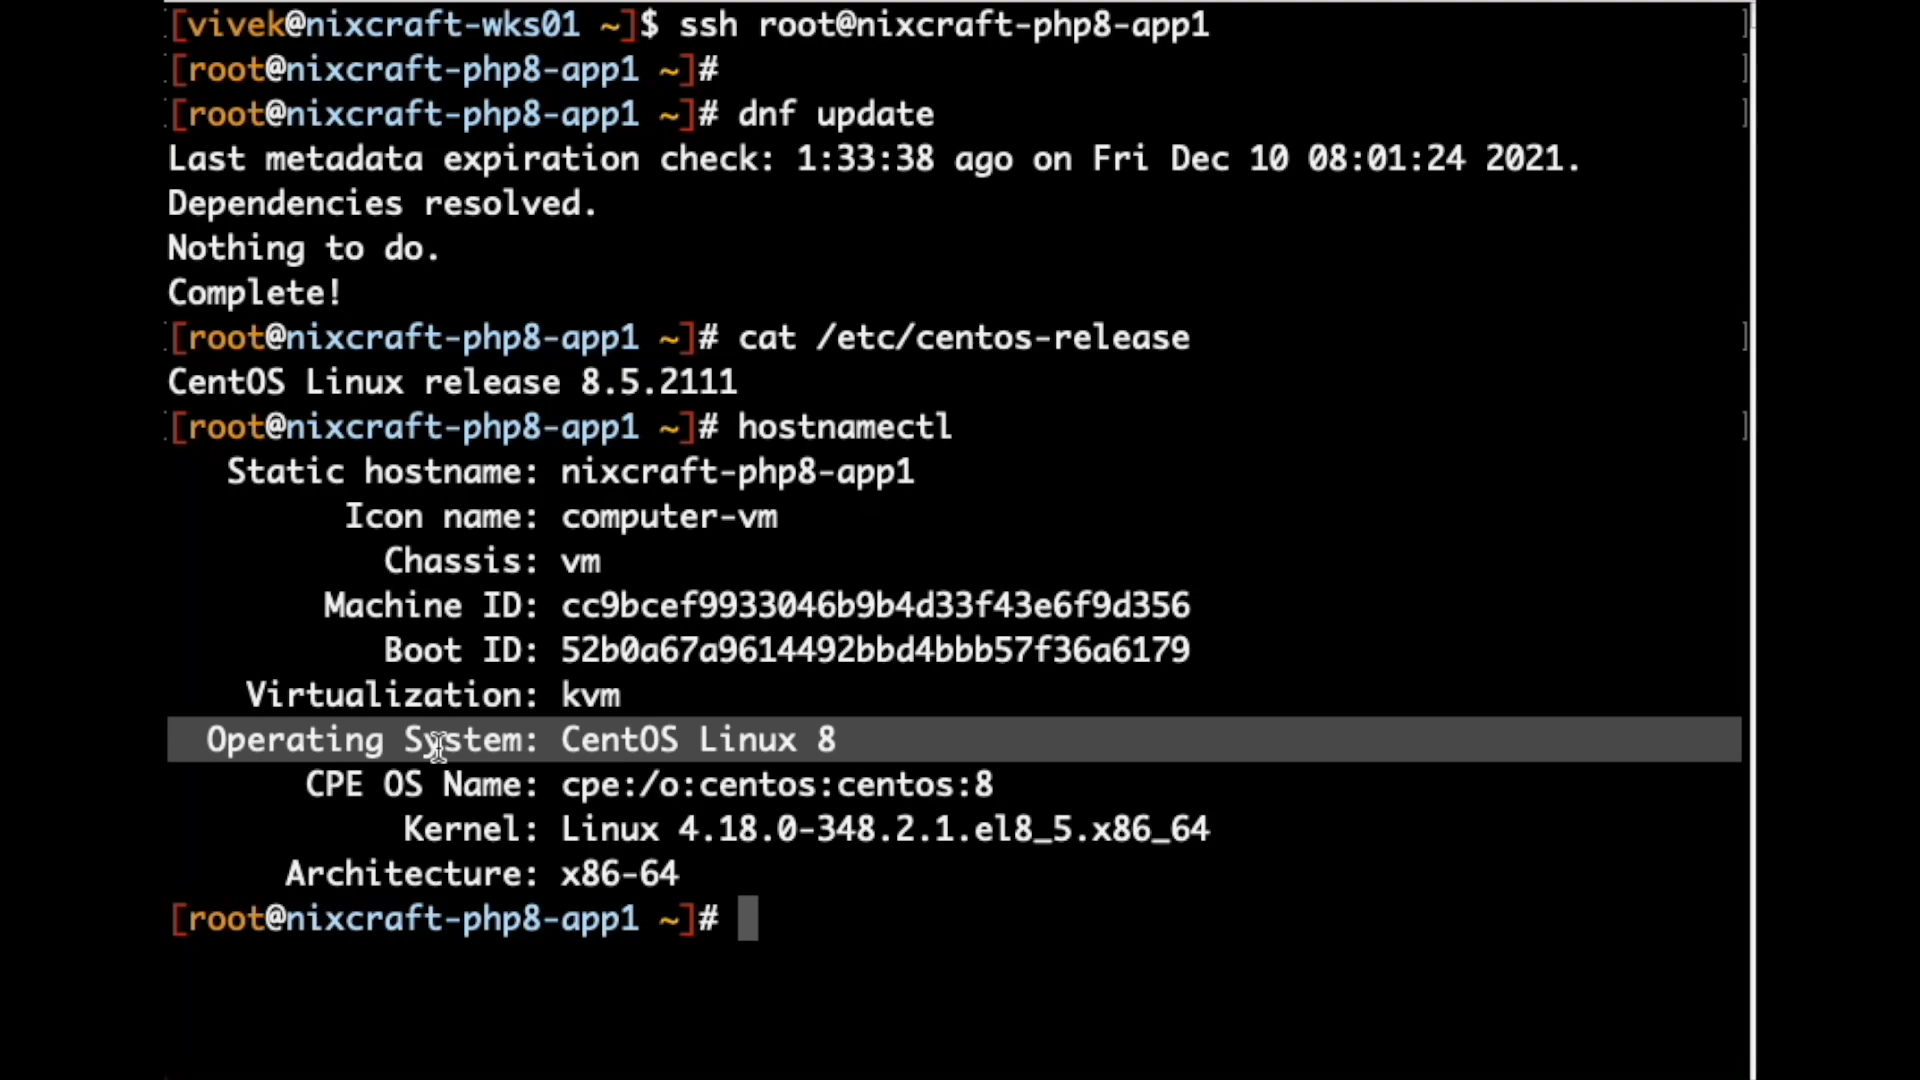 [vivek@nixcraft-wks01 ~]$ ssh root@nixcraft-php8-app1
[root@nixcraft-php8-app1 ~]#
[root@nixcraft-php8-app1 ~]# dnf update
Last metadata expiration check: 1:33:38 ago on Fri Dec 10 08:01:24 2021.
Dependencies resolved.
Nothing to do.
Complete!
[root@nixcraft-php8-app1 ~]# cat /etc/centos-release
CentOS Linux release 8.5.2111
[root@nixcraft-php8-app1 ~]# hostnamectl
Static hostname: nixcraft-php8-app1
Icon name: computer-vm
Chassis: vm
Machine ID: cc9bcef9933046b9b4d33f43e6f9d356
Boot ID: 52b0a67a9614492bbd4bbb57f36a6179
Virtualization: kvm
Operating System: CentOS Linux 8
CPE OS Name: cpe:/o:centos:centos:8
Kernel: Linux 4.18.0-348.2.1.el8_5.x86_64
Architecture: x86-64
[root@nixcraft-php8-app1 ~]#